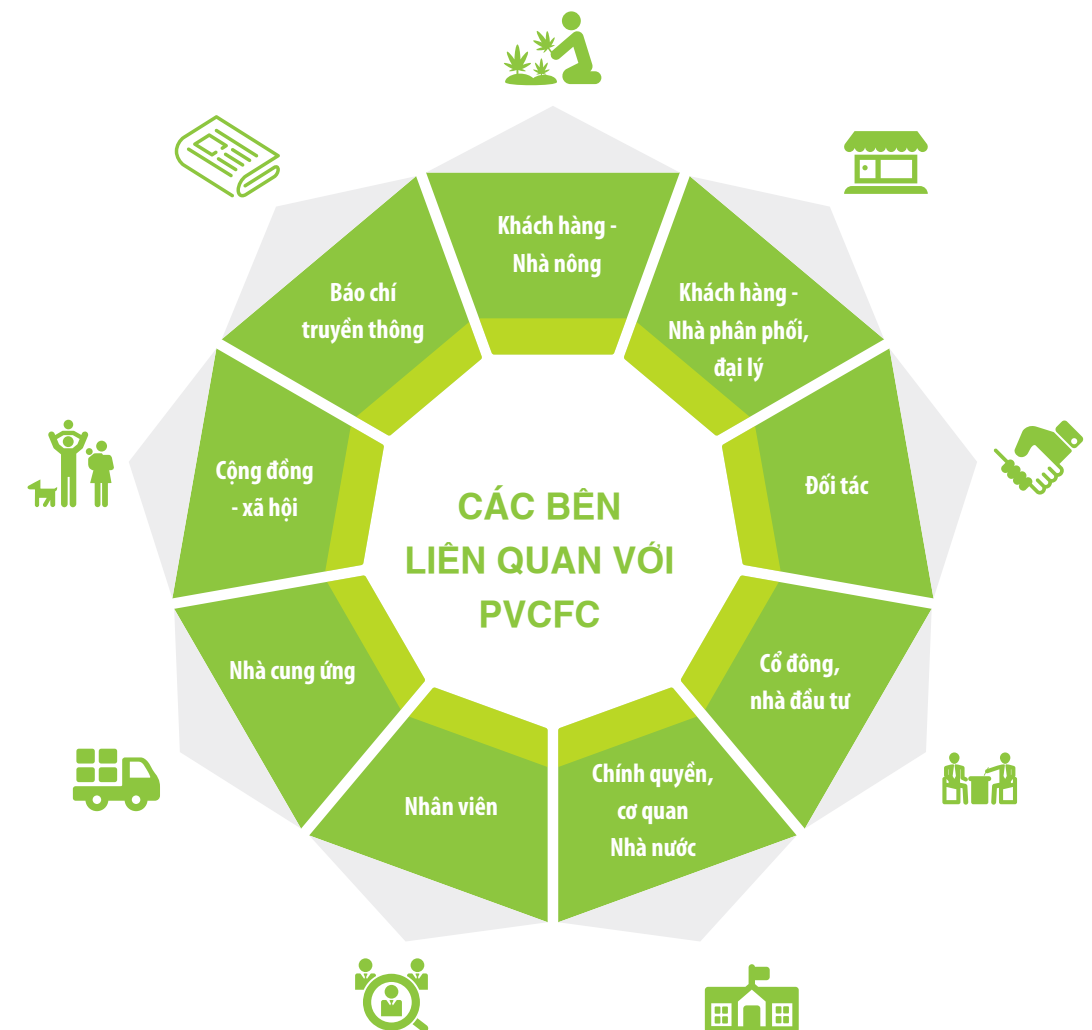 Khách hàng -
Nhà nông
Khách hàng -
Nhà phân phối,
đại lý
Đối tác
Cổ đông,
nhà đầu tư
Chính quyền,
cơ quan
Nhà nước
Nhân viên
Nhà cung ứng
Cộng đồng
- xã hội
Báo chí
truyền thông
CÁC BÊN
LIÊN QUAN VỚI
PVCFC